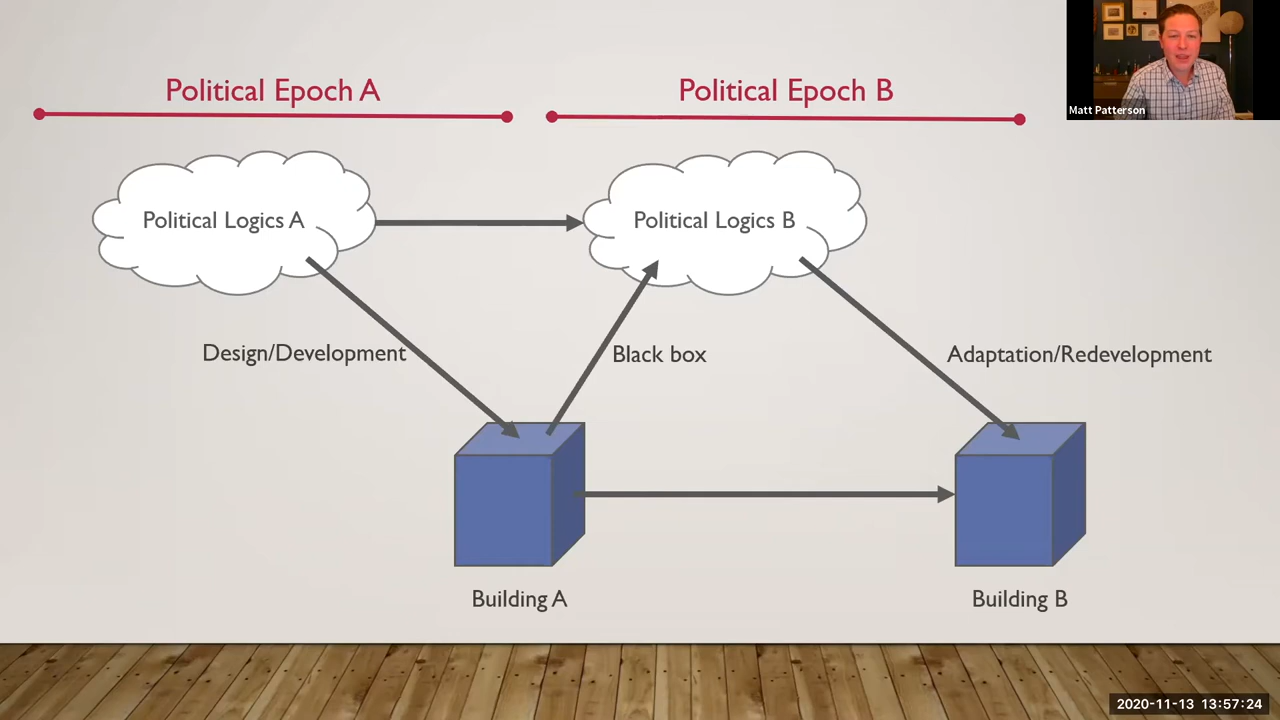 Political Epoch A
Political Epoch B
Matt Patterson
Political Logics A
Political Logics B
Design/Development
Black box
Adaptation/Redevelopment
Building A
Building B
2020-11-13 13:57:24